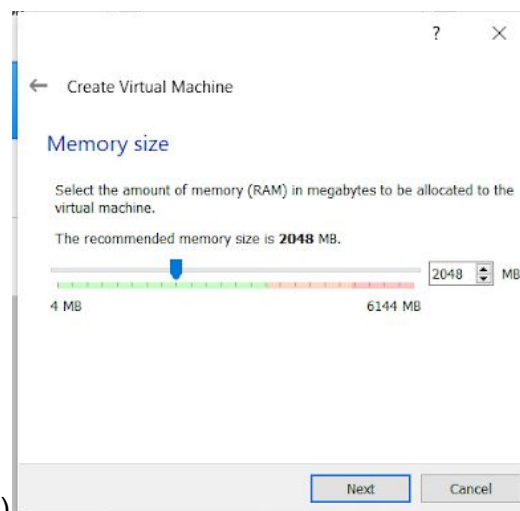 ?
← Create Virtual Machine
Memory size
Select the amount of memory (RAM) in megabytes to be allocated to the
virtual machine.
The recommended memory size is 2048 MB.
2048 MB
4 MB 6144 MB
Next Cancel
)